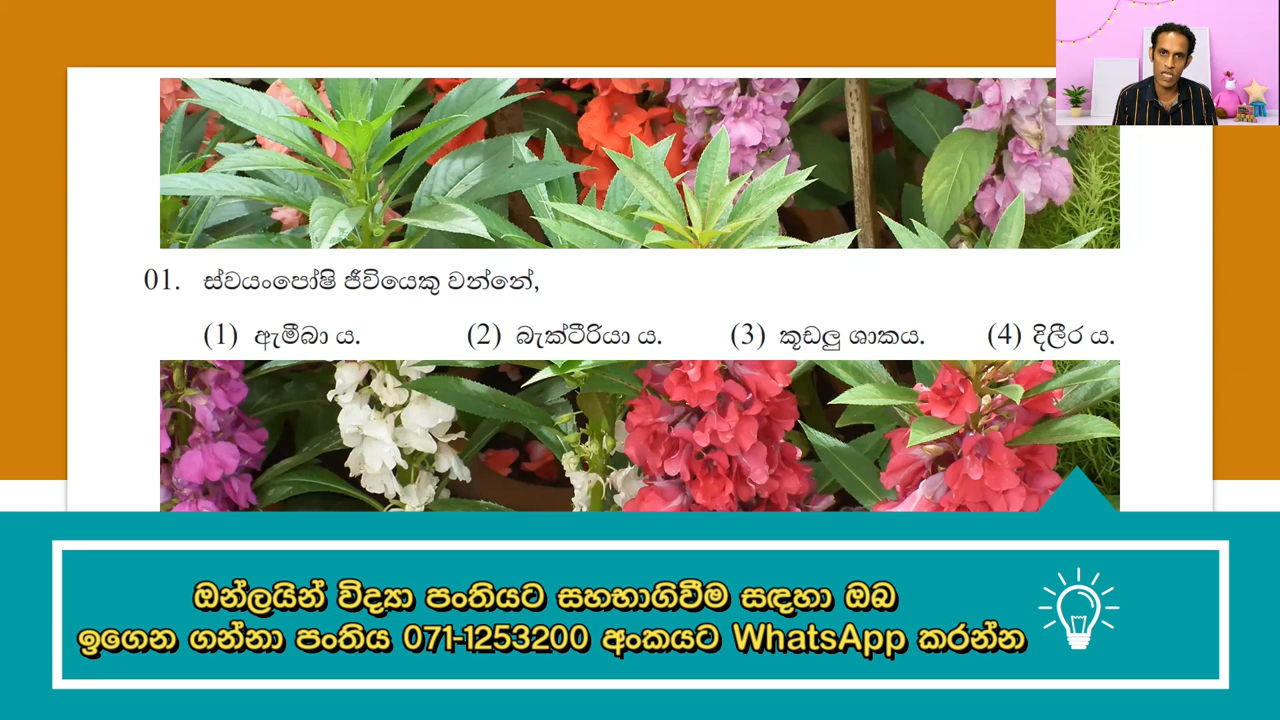 01. ස්වයංපෝෂි ජීවියෙකු වන්නේ,
(1) ඇමීබා ය. (2) බැක්ටීරියා ය. (3) කූඩලු ශාකය. (4) දිලීර ය.
ඔන්ලයින් විද්‍යා පංතියට සහභාගිවීම සඳහා ඔබ
ඉගෙන ගන්නා පංතිය 071-1253200 අංකයට WhatsApp කරන්න